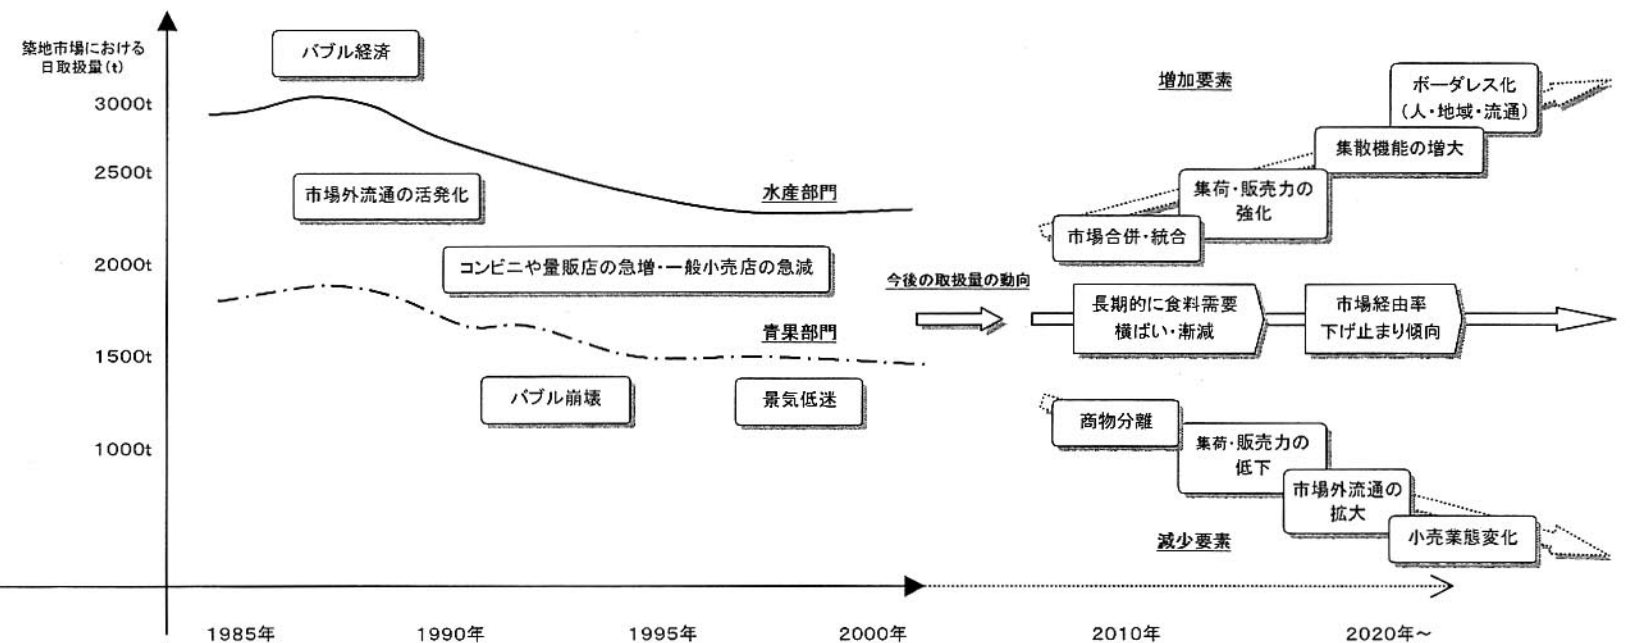 築地市場における
日取扱量(t)
3000t
2500t
2000t
1500t
1000t
バブル経済
市場外流通の活発化
水産部門
コンビニや量販店の急増・一般小売店の急減
青果部門
バブル崩壊
景気低迷
今後の取扱量の動向
増加要素
ボーダレス化
(人・地域・流通)
集散機能の増大
集荷・販売力の
強化
市場合併・統合
長期的に食料需要
横ばい・漸減
市場経由率
下げ止まり傾向
商物分離
集荷・販売力の
低下
市場外流通の
拡大
小売業態変化
減少要素
1985年
1990年
1995年
2000年
2010年
2020年～